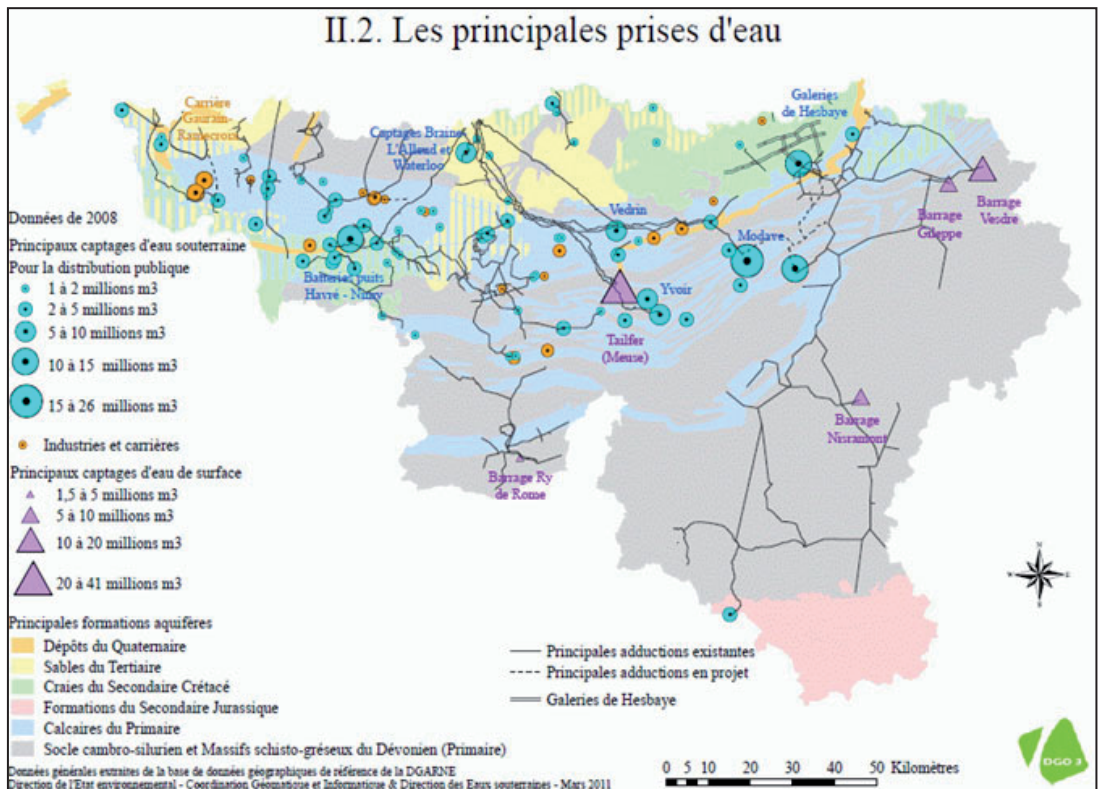 II.2. Les principales prises d'eau
Carrière
Gaurain-
Ramecroix
Captages Braine
L'Alleud et
Waterloo
Galeries
de Hesbaye
Barrage
Vesdre
Barrage
Gileppe
Vedrin
Modave
Batteries puits
Havré - Nimy
Yvoir
Tailfer
(Meuse)
Barrage
Nisramont
Barrage Ry
de Rome
Données de 2008
Principaux captages d'eau souterraine
Pour la distribution publique
1 à 2 millions m3
2 à 5 millions m3
5 à 10 millions m3
10 à 15 millions m3
15 à 26 millions m3
Industries et carrières
Principaux captages d'eau de surface
1,5 à 5 millions m3
5 à 10 millions m3
10 à 20 millions m3
20 à 41 millions m3
Principales formations aquifères
Dépôts du Quaternaire
Sables du Tertiaire
Craies du Secondaire Crétacé
Formations du Secondaire Jurassique
Calcaires du Primaire
Socle cambro-silurien et Massifs schisto-gréseux du Dévonien (Primaire)
Principales adductions existantes
Principales adductions en projet
Galeries de Hesbaye
N
W E
S
0 5 10 20 30 40 50 Kilomètres
DGO 3
Données générales extraites de la base de données géographiques de référence de la DGARNE
Direction de l'Etat environnemental - Coordination Géomatique et Informatique & Direction des Eaux souterraines - Mars 2011